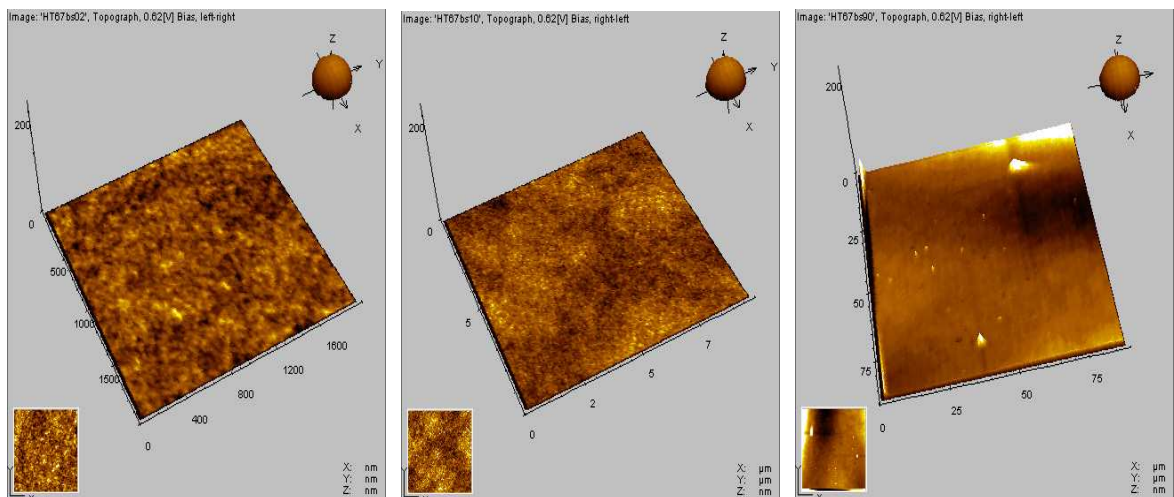 Image: 'HT67bs02', Topograph, 0.62[V] Bias, left-right
Z
Y
X
200
0
500
1000
1500
0
400
800
1200
1600
X: nm
Y: nm
Z: nm
Image: 'HT67bs10', Topograph, 0.62[V] Bias, right-left
Z
Y
X
200
0
5
0
2
5
7
X: µm
Y: µm
Z: nm
Image: 'HT67bs90', Topograph, 0.62[V] Bias, right-left
Z
X
200
0
25
50
75
0
25
50
75
X: µm
Y: µm
Z: nm